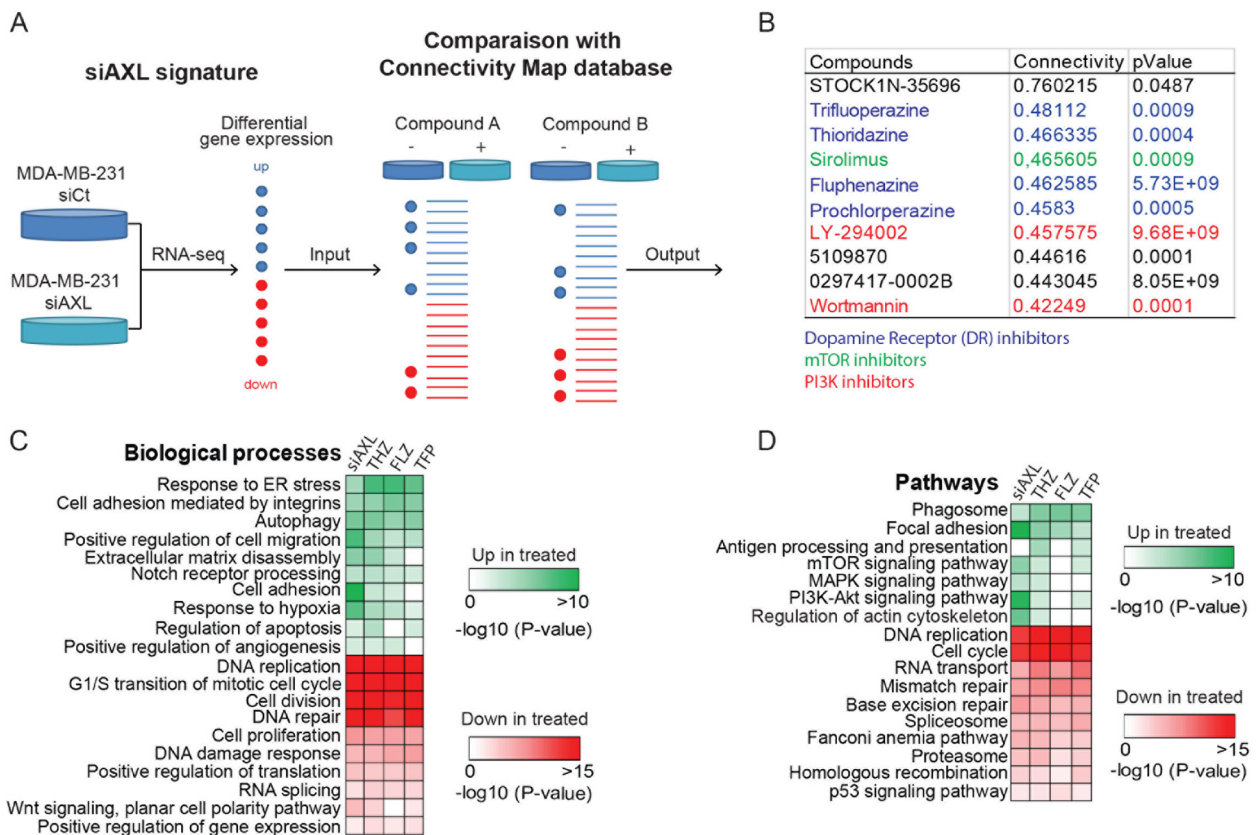 A
siAXL signature
Comparaison with
Connectivity Map database
Differential
gene expression
up
down
MDA-MB-231
siCt
MDA-MB-231
siAXL
RNA-seq
Input
Compound A
- +
Compound B
- +
Output
B
Compounds Connectivity pValue
STOCK1N-35696 0.760215 0.0487
Trifluoperazine 0.48112 0.0009
Thioridazine 0.466335 0.0004
Sirolimus 0,465605 0.0009
Fluphenazine 0.462585 5.73E+09
Prochlorperazine 0.4583 0.0005
LY-294002 0.457575 9.68E+09
5109870 0.44616 0.0001
0297417-0002B 0.443045 8.05E+09
Wortmannin 0.42249 0.0001
Dopamine Receptor (DR) inhibitors
mTOR inhibitors
PI3K inhibitors
C
Biological processes
siAXL THZ FLZ TFP
Response to ER stress
Cell adhesion mediated by integrins
Autophagy
Positive regulation of cell migration
Extracellular matrix disassembly
Notch receptor processing
Cell adhesion
Response to hypoxia
Regulation of apoptosis
Positive regulation of angiogenesis
DNA replication
G1/S transition of mitotic cell cycle
Cell division
DNA repair
Cell proliferation
DNA damage response
Positive regulation of translation
RNA splicing
Wnt signaling, planar cell polarity pathway
Positive regulation of gene expression
Up in treated
0 >10
-log10 (P-value)
Down in treated
0 >15
-log10 (P-value)
D
Pathways
siAXL THZ FLZ TFP
Phagosome
Focal adhesion
Antigen processing and presentation
mTOR signaling pathway
MAPK signaling pathway
PI3K-Akt signaling pathway
Regulation of actin cytoskeleton
DNA replication
Cell cycle
RNA transport
Mismatch repair
Base excision repair
Spliceosome
Fanconi anemia pathway
Proteasome
Homologous recombination
p53 signaling pathway
Up in treated
0 >10
-log10 (P-value)
Down in treated
0 >15
-log10 (P-value)